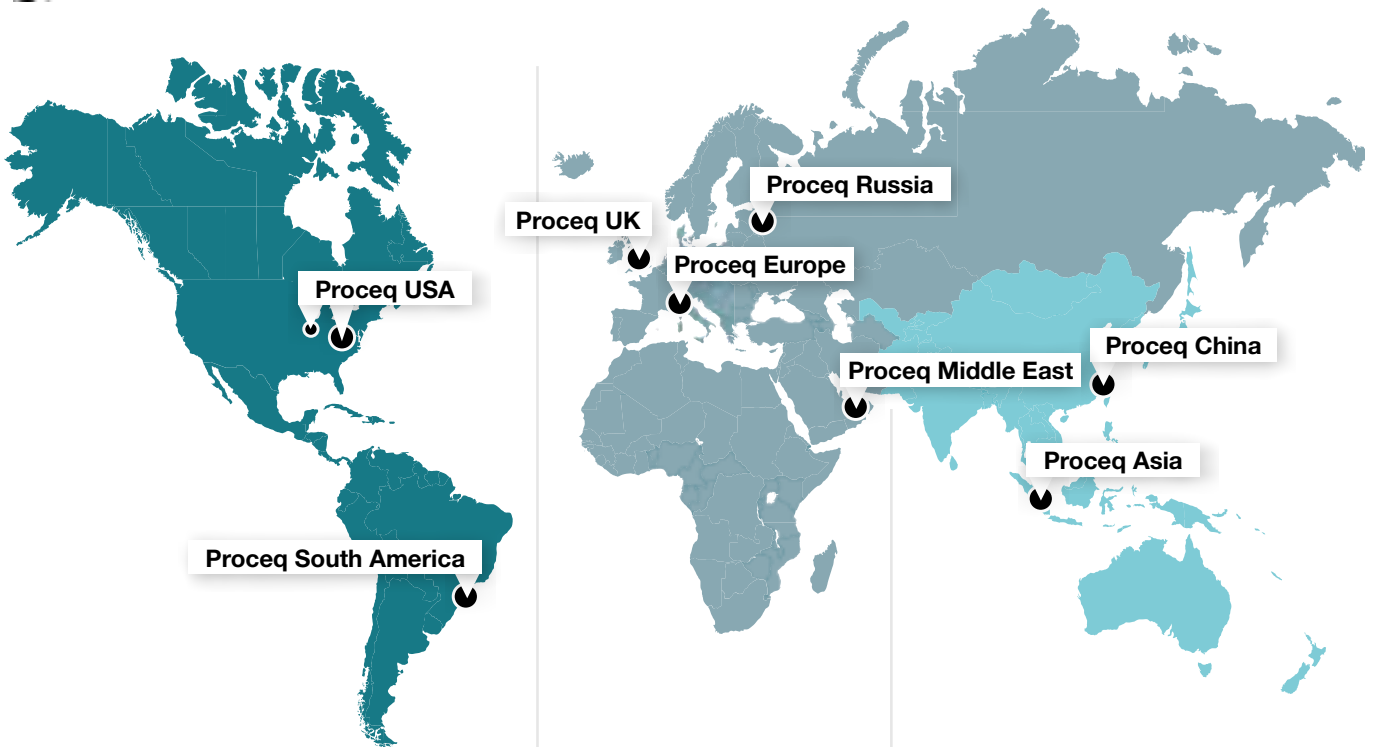 Proceq Russia
Proceq UK
Proceq Europe
Proceq USA
Proceq China
Proceq Middle East
Proceq Asia
Proceq South America